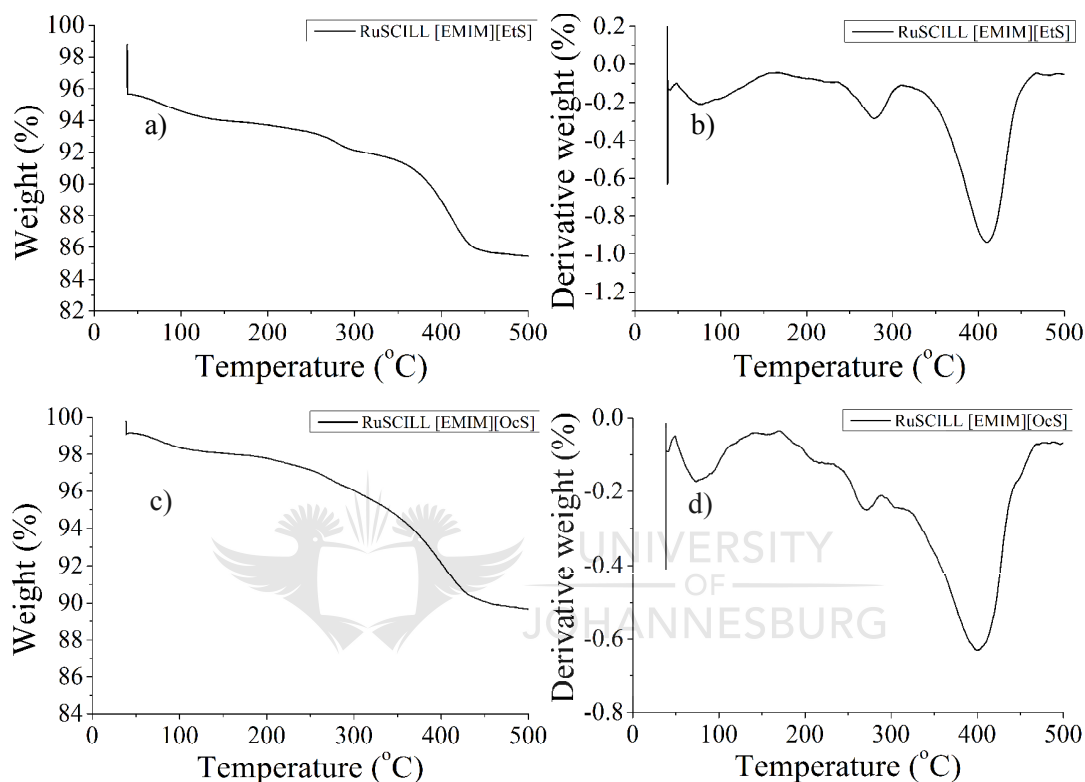 RuSCILL [EMIM][EtS]
Weight (%)
100
98
96
94
92
90
88
86
84
82
a)
0 100 200 300 400 500
Temperature (°C)
RuSCILL [EMIM][EtS]
Derivative weight (%)
0.2
0.0
-0.2
-0.4
-0.6
-0.8
-1.0
-1.2
b)
0 100 200 300 400 500
Temperature (°C)
RuSCILL [EMIM][OcS]
Weight (%)
100
98
96
94
92
90
88
86
84
c)
0 100 200 300 400 500
Temperature (°C)
RuSCILL [EMIM][OcS]
Derivative weight (%)
0.0
-0.2
-0.4
-0.6
-0.8
d)
0 100 200 300 400 500
Temperature (°C)
UNIVERSITY
OF
JOHANNESBURG